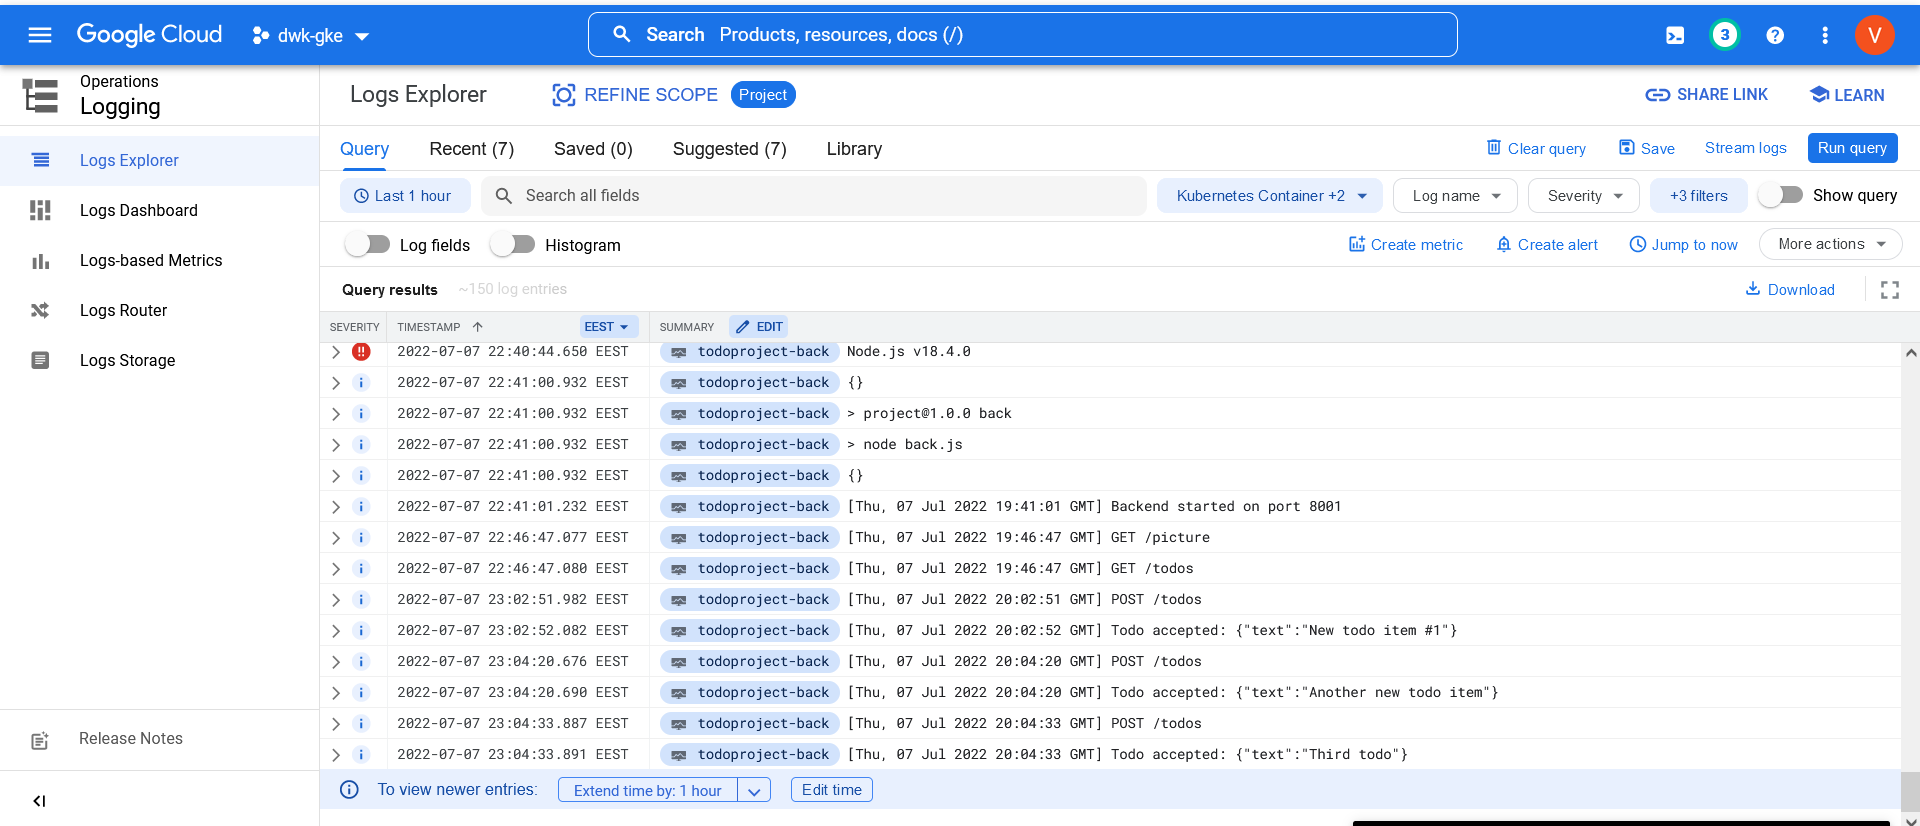 Google Cloud
dwk-gke
Search Products, resources, docs (/)
3
?
V
Operations
Logging
Logs Explorer
REFINE SCOPE
Project
SHARE LINK
LEARN
Logs Explorer
Logs Dashboard
Logs-based Metrics
Logs Router
Logs Storage
Release Notes
Query
Recent (7)
Saved (0)
Suggested (7)
Library
Clear query
Save
Stream logs
Run query
Last 1 hour
Search all fields
Kubernetes Container +2
Log name
Severity
+3 filters
Show query
Log fields
Histogram
Create metric
Create alert
Jump to now
More actions
Query results
~150 log entries
Download
SEVERITY TIMESTAMP EEST SUMMARY EDIT
!! 2022-07-07 22:40:44.650 EEST todoproject-back Node.js v18.4.0
i 2022-07-07 22:41:00.932 EEST todoproject-back {}
i 2022-07-07 22:41:00.932 EEST todoproject-back > project@1.0.0 back
i 2022-07-07 22:41:00.932 EEST todoproject-back > node back.js
i 2022-07-07 22:41:00.932 EEST todoproject-back {}
i 2022-07-07 22:41:01.232 EEST todoproject-back [Thu, 07 Jul 2022 19:41:01 GMT] Backend started on port 8001
i 2022-07-07 22:46:47.077 EEST todoproject-back [Thu, 07 Jul 2022 19:46:47 GMT] GET /picture
i 2022-07-07 22:46:47.080 EEST todoproject-back [Thu, 07 Jul 2022 19:46:47 GMT] GET /todos
i 2022-07-07 23:02:51.982 EEST todoproject-back [Thu, 07 Jul 2022 20:02:51 GMT] POST /todos
i 2022-07-07 23:02:52.082 EEST todoproject-back [Thu, 07 Jul 2022 20:02:52 GMT] Todo accepted: {"text":"New todo item #1"}
i 2022-07-07 23:04:20.676 EEST todoproject-back [Thu, 07 Jul 2022 20:04:20 GMT] POST /todos
i 2022-07-07 23:04:20.690 EEST todoproject-back [Thu, 07 Jul 2022 20:04:20 GMT] Todo accepted: {"text":"Another new todo item"}
i 2022-07-07 23:04:33.887 EEST todoproject-back [Thu, 07 Jul 2022 20:04:33 GMT] POST /todos
i 2022-07-07 23:04:33.891 EEST todoproject-back [Thu, 07 Jul 2022 20:04:33 GMT] Todo accepted: {"text":"Third todo"}
To view newer entries: Extend time by: 1 hour Edit time